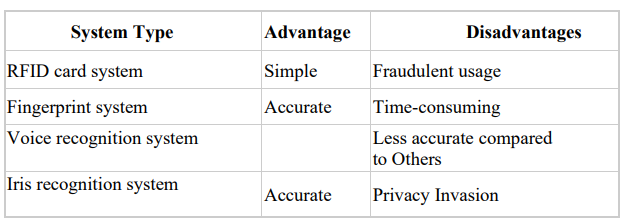 System Type Advantage Disadvantages
RFID card system Simple Fraudulent usage
Fingerprint system Accurate Time-consuming
Voice recognition system Less accurate compared
to Others
Iris recognition system Accurate Privacy Invasion